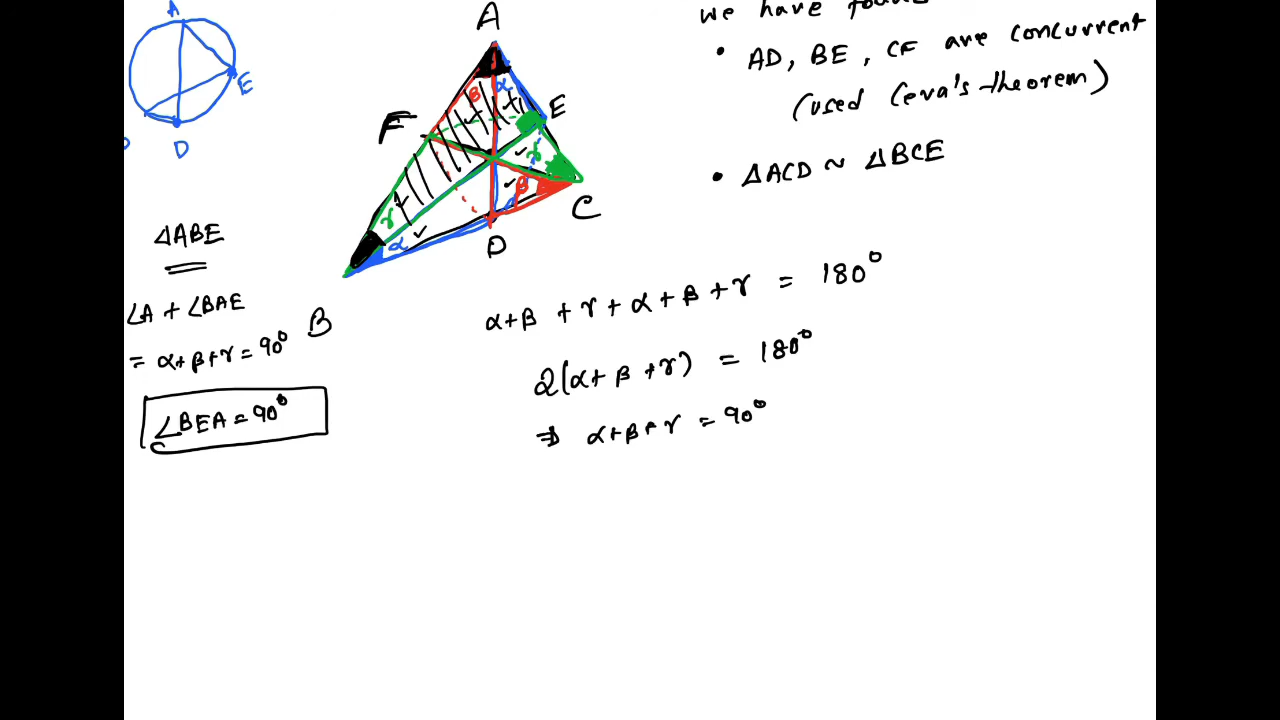 we have found
• AD, BE, CF are concurrent
(used Ceva's theorem)
• ΔACD ~ ΔBCE
A
E
D
A
F
E
C
D
B
β
α
γ
γ
β
α
ΔABE
∠A + ∠BAE
= α+β+γ = 90°
∠BEA = 90°
α+β + γ + α + β + γ = 180°
2(α + β + γ) = 180°
⇒ α+β+γ = 90°